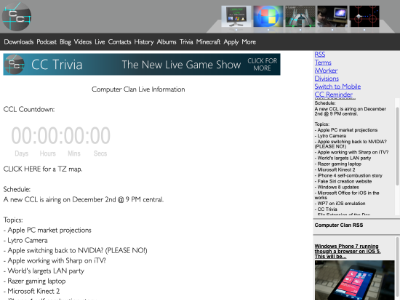 Downloads Podcast Blog Videos Live Contacts History Albums Trivia Minecraft Apply More
CC Trivia
The New Live Game Show
CLICK FOR
MORE
Computer Clan Live Information
CCL Countdown:
00:00:00:00
Days Hours Mins Secs
CLICK HERE for a TZ map.
Schedule:
A new CCL is airing on December 2nd @ 9 PM central.
Topics:
- Apple PC market projections
- Lytro Camera
- Apple switching back to NVIDIA? (PLEASE NO!)
- Apple working with Sharp on iTV?
- World's largets LAN party
- Razer gaming laptop
- Microsoft Kinect 2
RSS
Terms
iWorker
Divisions
Switch to Mobile
CC Reminder
Schedule:
A new CCL is airing on December
2nd @ 9 PM central.
Topics:
- Apple PC market projections
- Lytro Camera
- Apple switching back to NVIDIA?
(PLEASE NO!)
- Apple working with Sharp on iTV?
- World's largets LAN party
- Razer gaming laptop
- Microsoft Kinect 2
- iPhone 4 self-combustion story
- Fake Siri creation website
- Windows 8 updates
- Microsoft Office for iOS in the
works
- WP7 on iOS emulation
- CC Trivia
Computer Clan RSS
Windows Phone 7 running
though a browser on iOS 5.
This will be...